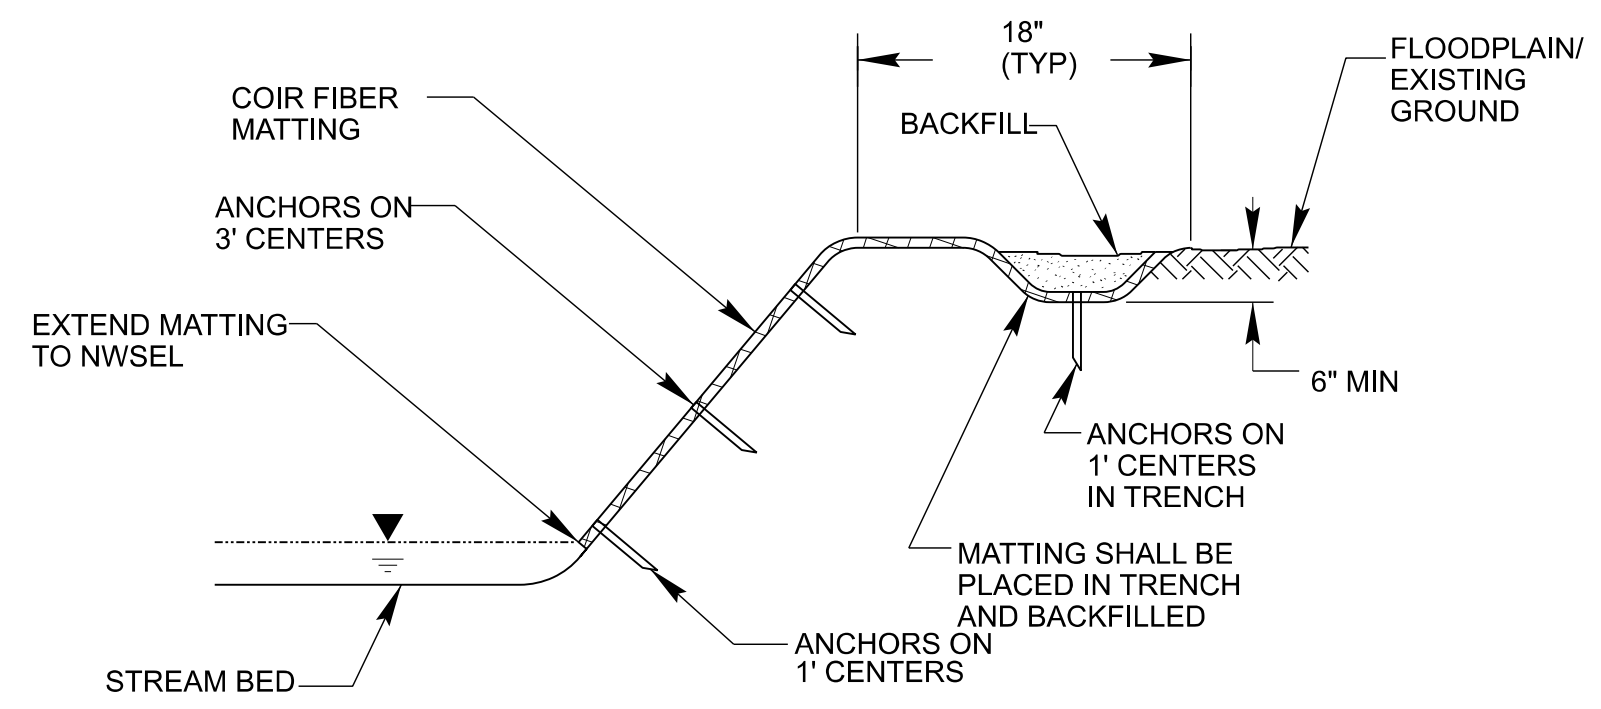 18"
(TYP)
FLOODPLAIN/
EXISTING
GROUND
COIR FIBER
MATTING
BACKFILL
ANCHORS ON
3' CENTERS
EXTEND MATTING
TO NWSEL
6" MIN
ANCHORS ON
1' CENTERS
IN TRENCH
MATTING SHALL BE
PLACED IN TRENCH
AND BACKFILLED
ANCHORS ON
1' CENTERS
STREAM BED